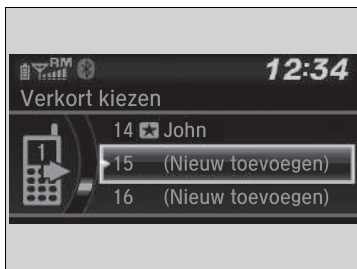 RM 12:34
Verkort kiezen
14 John
1
15 (Nieuw toevoegen)
16 (Nieuw toevoegen)